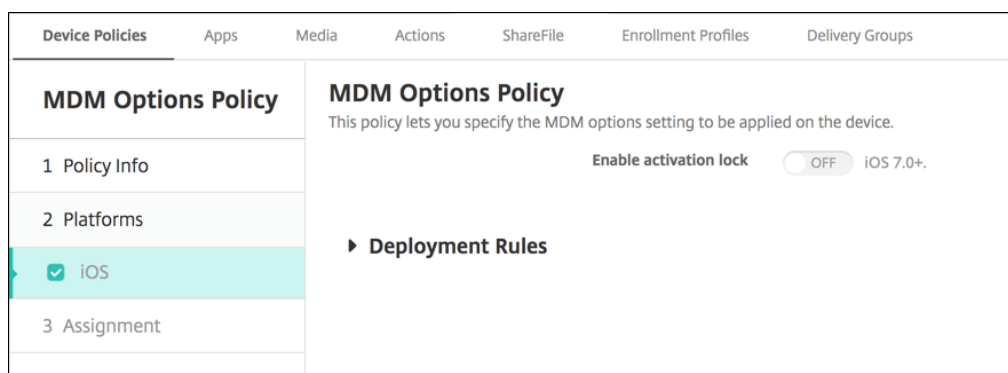 Device Policies Apps Media Actions ShareFile Enrollment Profiles Delivery Groups
MDM Options Policy
1 Policy Info
2 Platforms
iOS
3 Assignment
MDM Options Policy
This policy lets you specify the MDM options setting to be applied on the device.
Enable activation lock OFF iOS 7.0+.
Deployment Rules